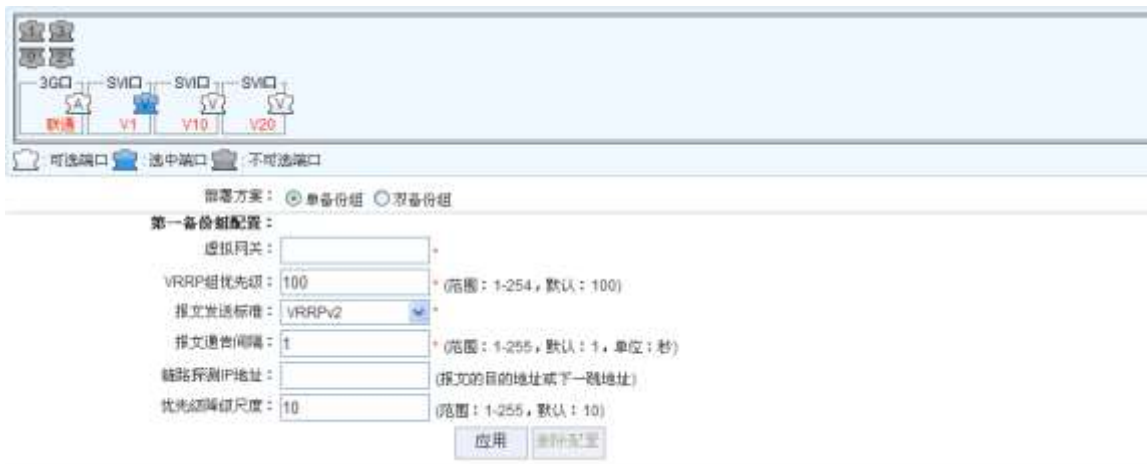 1 3
0 2
3G口 SVI口 SVI口 SVI口
A V V V
联通 V1 V10 V20
可选端口 选中端口 不可选端口
部署方案： 单备份组 双备份组
第一备份组配置：
虚拟网关： *
VRRP组优先级： 100 * (范围：1-254，默认：100)
报文发送标准： VRRPv2 *
报文通告间隔： 1 * (范围：1-255，默认：1，单位：秒)
链路探测IP地址： (报文的目的地址或下一跳地址)
优先级降低尺度： 10 (范围：1-255，默认：10)
应用 删除配置